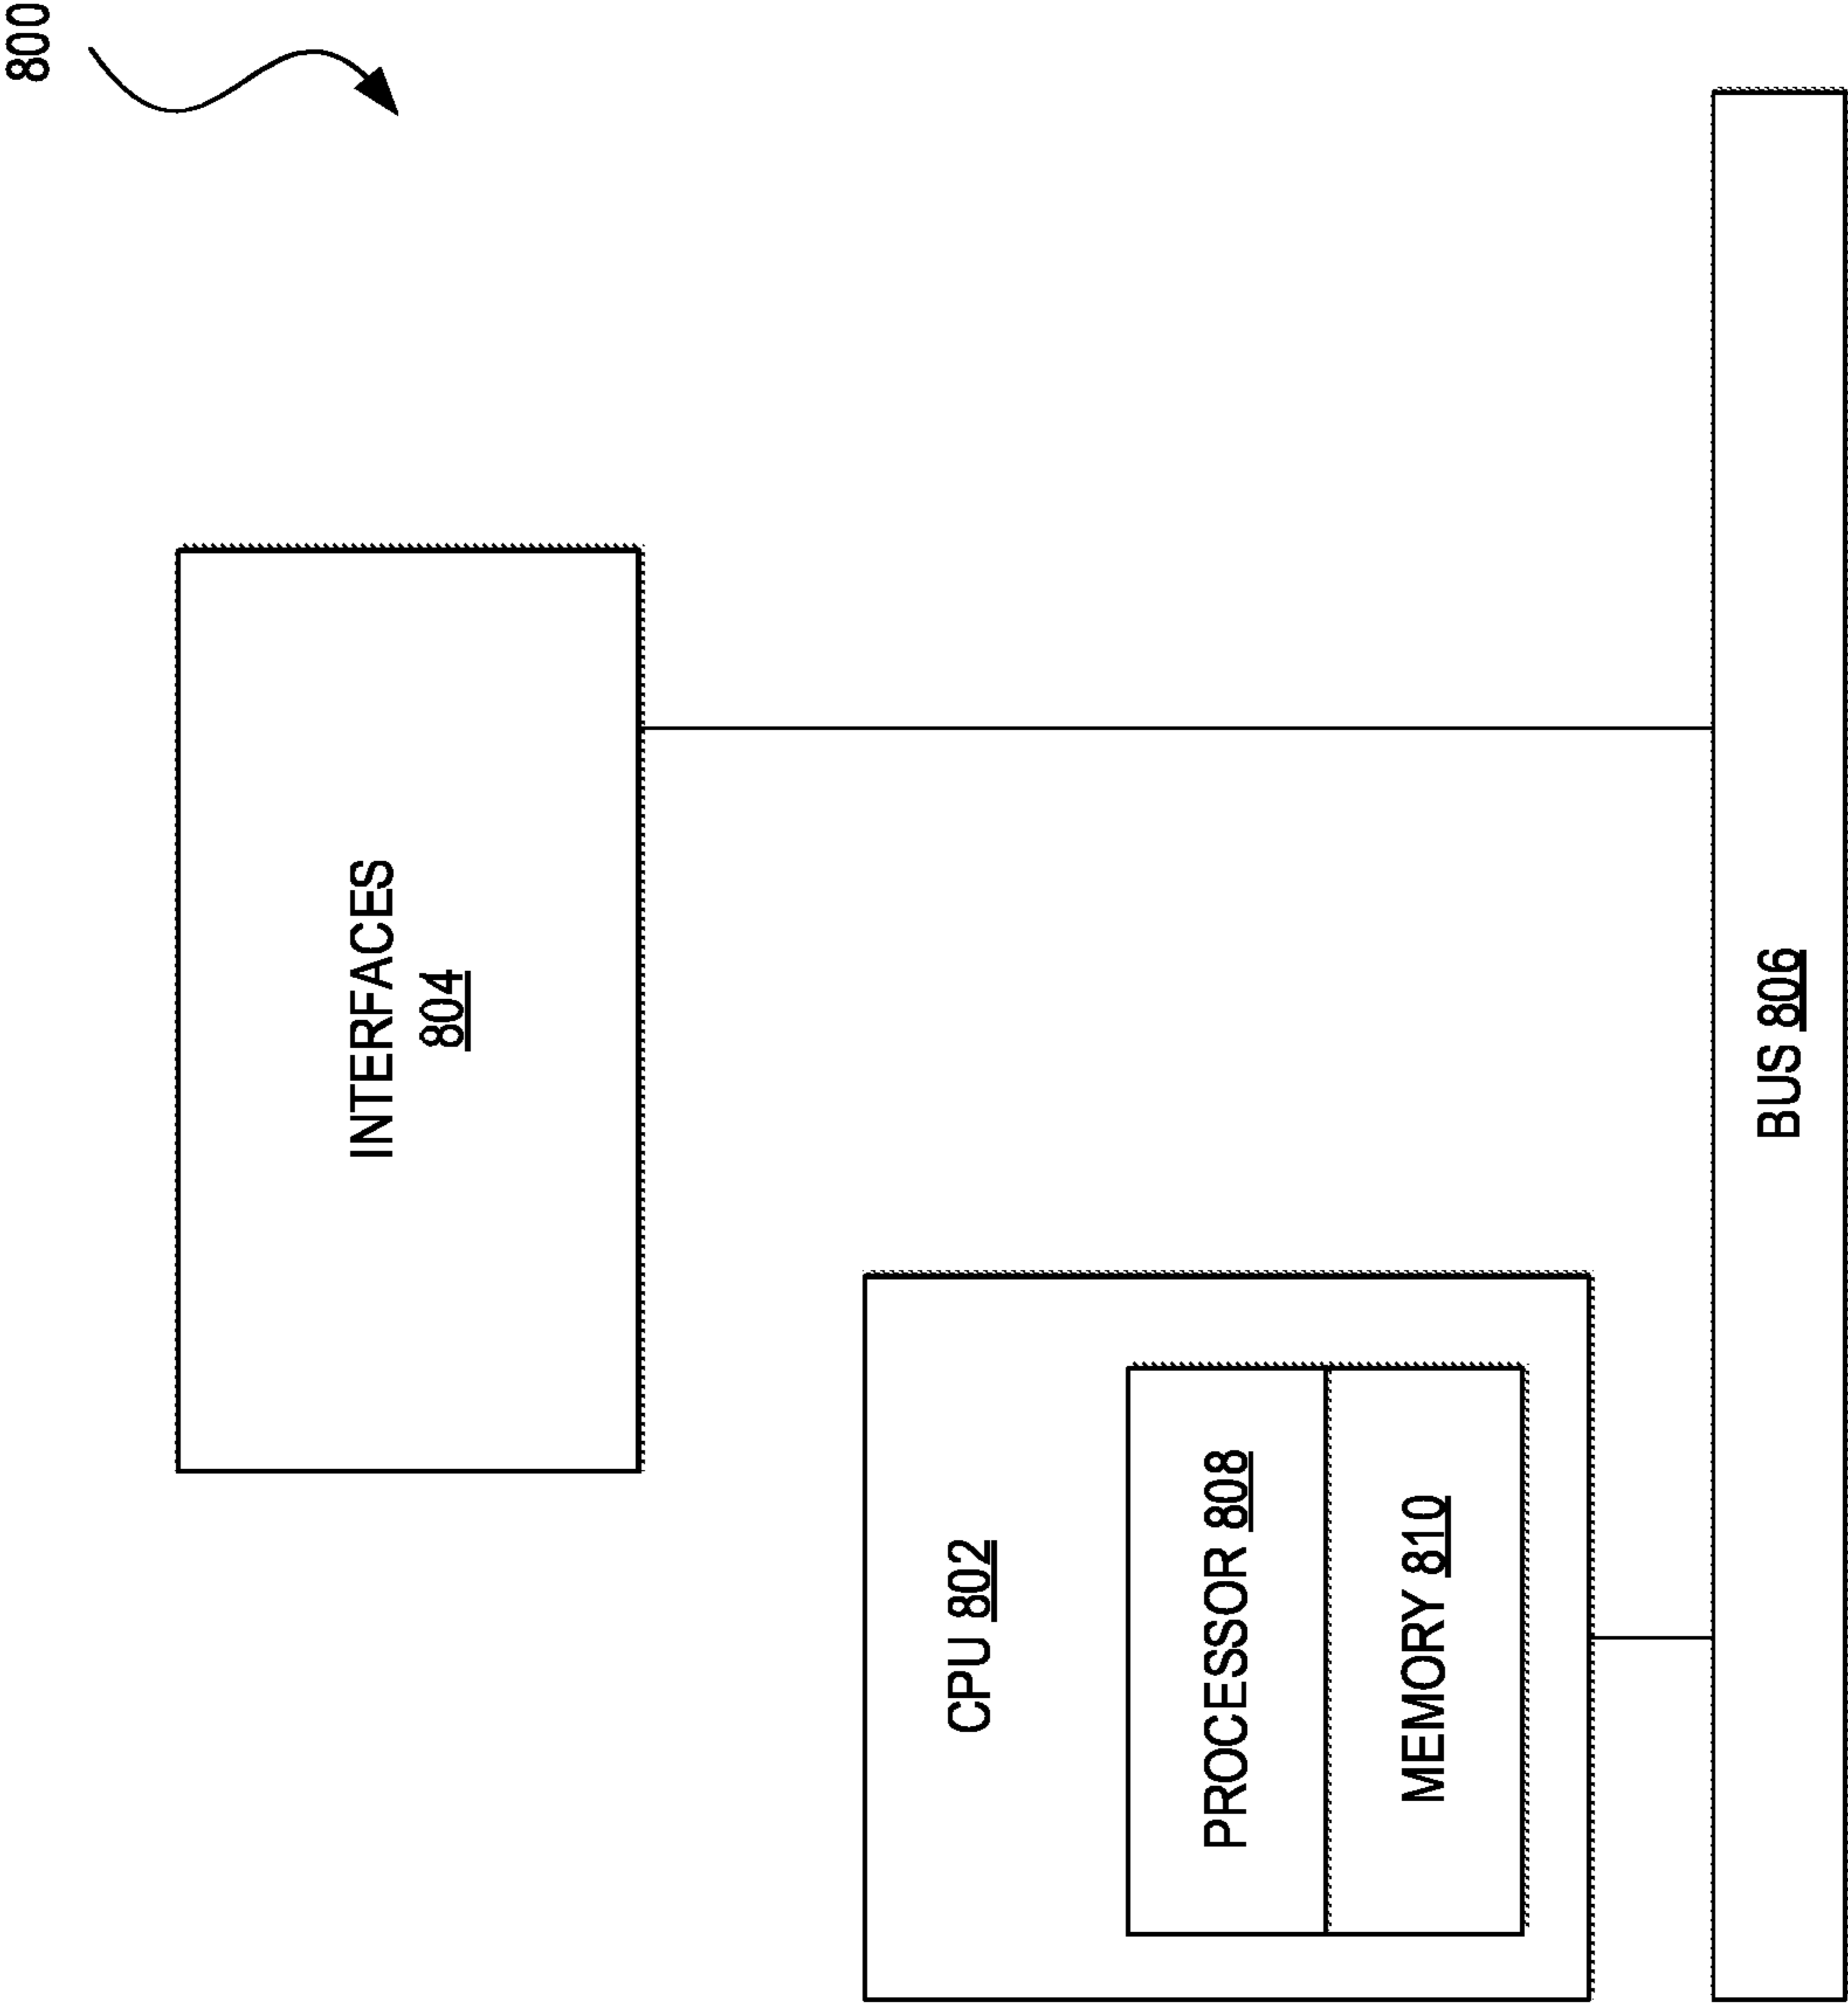 800
INTERFACES
804
CPU 802
PROCESSOR 808
MEMORY 810
BUS 806